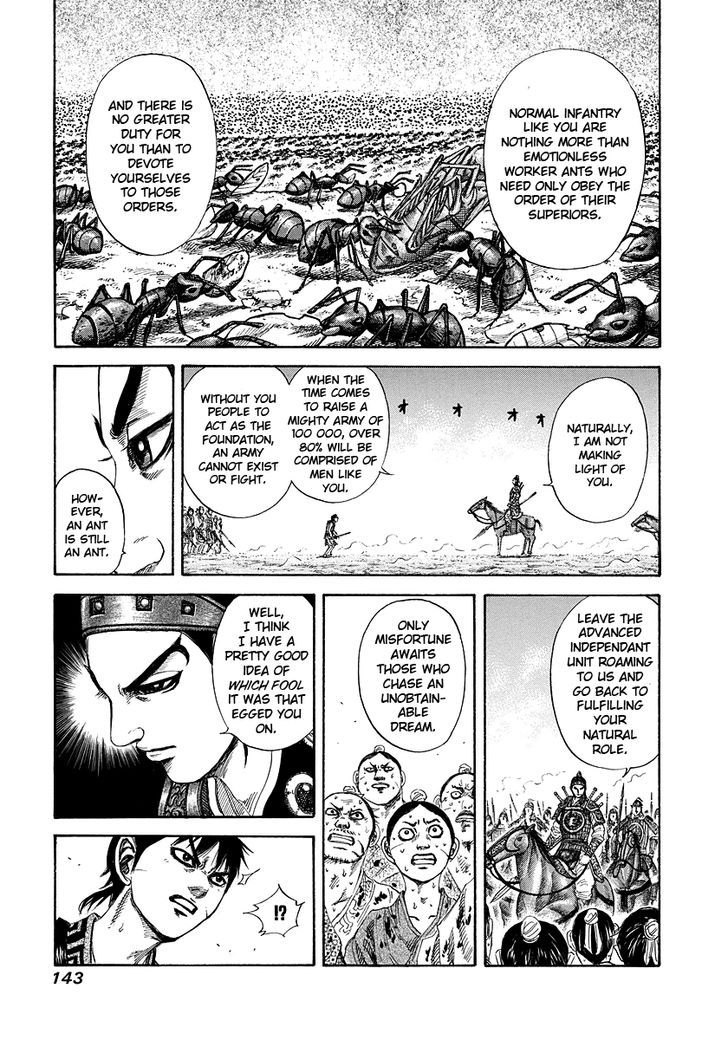 NORMAL INFANTRY
LIKE YOU ARE
NOTHING MORE THAN
EMOTIONLESS
WORKER ANTS WHO
NEED ONLY OBEY THE
ORDER OF THEIR
SUPERIORS.
AND THERE IS
NO GREATER
DUTY FOR
YOU THAN TO
DEVOTE
YOURSELVES
TO THOSE
ORDERS.
NATURALLY,
I AM NOT
MAKING
LIGHT OF
YOU.
WHEN THE
TIME COMES
TO RAISE A
MIGHTY ARMY OF
100 000, OVER
80% WILL BE
COMPRISED OF
MEN LIKE
YOU.
WITHOUT YOU
PEOPLE TO
ACT AS THE
FOUNDATION,
AN ARMY
CANNOT EXIST
OR FIGHT.
HOW-
EVER,
AN ANT
IS STILL
AN ANT.
LEAVE THE
ADVANCED
INDEPENDANT
UNIT ROAMING
TO US AND
GO BACK TO
FULFILLING
YOUR
NATURAL
ROLE.
ONLY
MISFORTUNE
AWAITS
THOSE WHO
CHASE AN
UNOBTAIN-
ABLE
DREAM.
WELL,
I THINK
I HAVE A
PRETTY GOOD
IDEA OF
WHICH FOOL
IT WAS THAT
EGGED YOU
ON.
!?
143